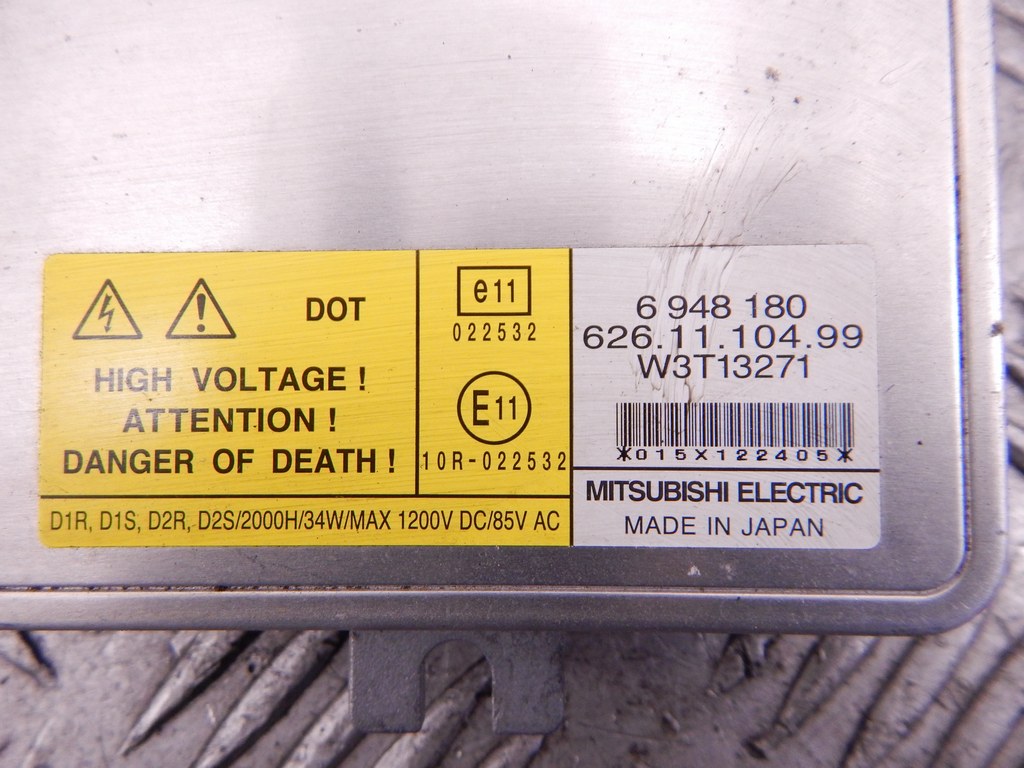 DOT
HIGH VOLTAGE !
ATTENTION !
DANGER OF DEATH !
e11
022532
E11
10R-022532
D1R, D1S, D2R, D2S/2000H/34W/MAX 1200V DC/85V AC
6 948 180
626.11.104.99
W3T13271
*015X122405*
MITSUBISHI ELECTRIC
MADE IN JAPAN